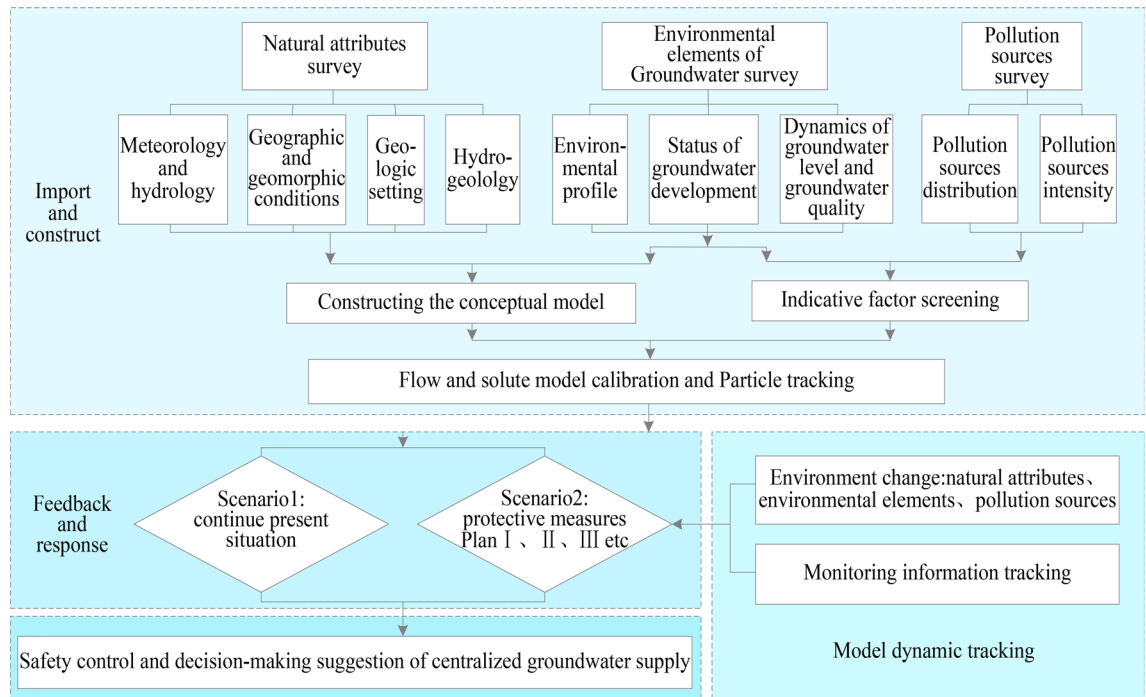 Natural attributes
survey
Environmental
elements of
Groundwater survey
Pollution
sources
survey
Import
and
construct
Meteorology
and
hydrology
Geographic
and
geomorphic
conditions
Geo-
logic
setting
Hydro-
geololgy
Environ-
mental
profile
Status of
groundwater
development
Dynamics of
groundwater
level and
groundwater
quality
Pollution
sources
distribution
Pollution
sources
intensity
Constructing the conceptual model
Indicative factor screening
Flow and solute model calibration and Particle tracking
Feedback
and
response
Scenario1:
continue present
situation
Scenario2:
protective measures
Plan Ⅰ 、Ⅱ、Ⅲ etc
Environment change:natural attributes、
environmental elements、pollution sources
Monitoring information tracking
Model dynamic tracking
Safety control and decision-making suggestion of centralized groundwater supply